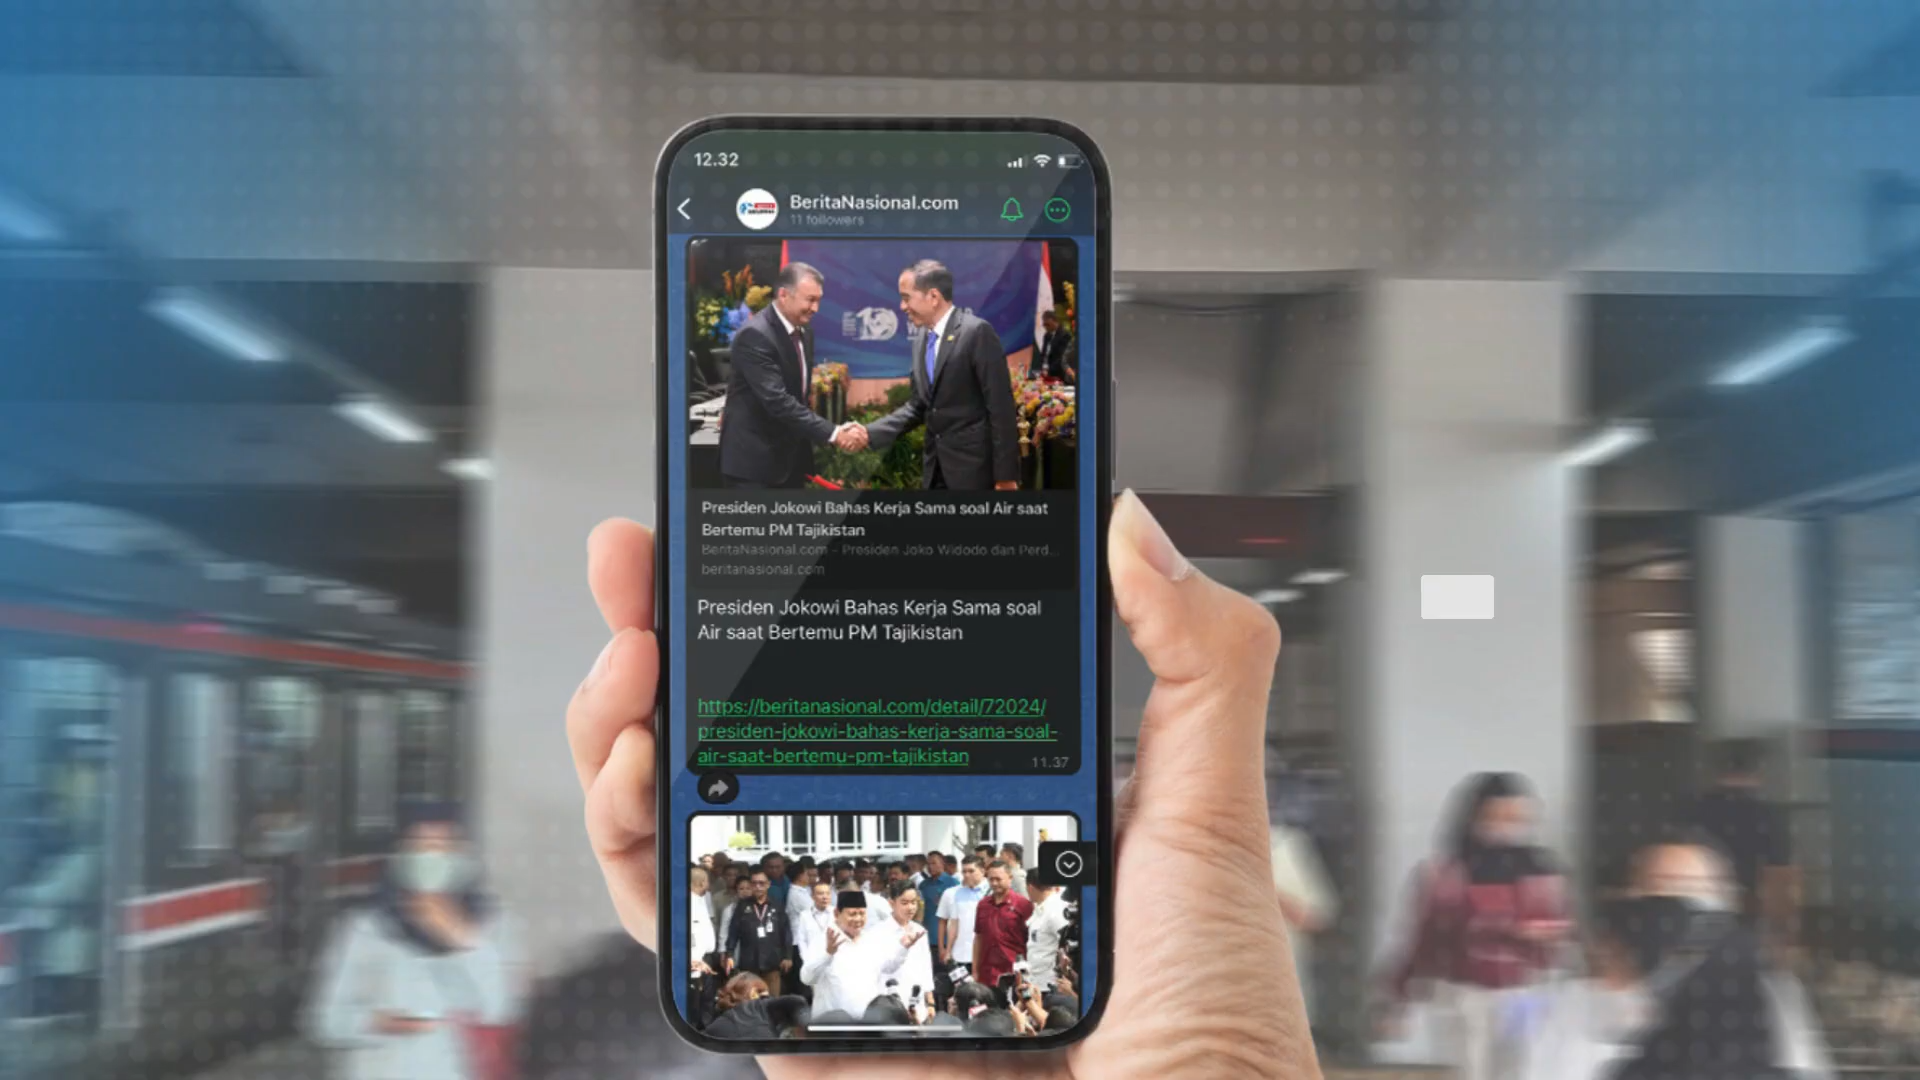 12.32
BeritaNasional.com
11 followers
10
Presiden Jokowi Bahas Kerja Sama soal Air saat
Bertemu PM Tajikistan
BeritaNasional.com - Presiden Joko Widodo dan Perd...
beritanasional.com
Presiden Jokowi Bahas Kerja Sama soal
Air saat Bertemu PM Tajikistan
https://beritanasional.com/detail/72024/
presiden-jokowi-bahas-kerja-sama-soal-
air-saat-bertemu-pm-tajikistan
11.37